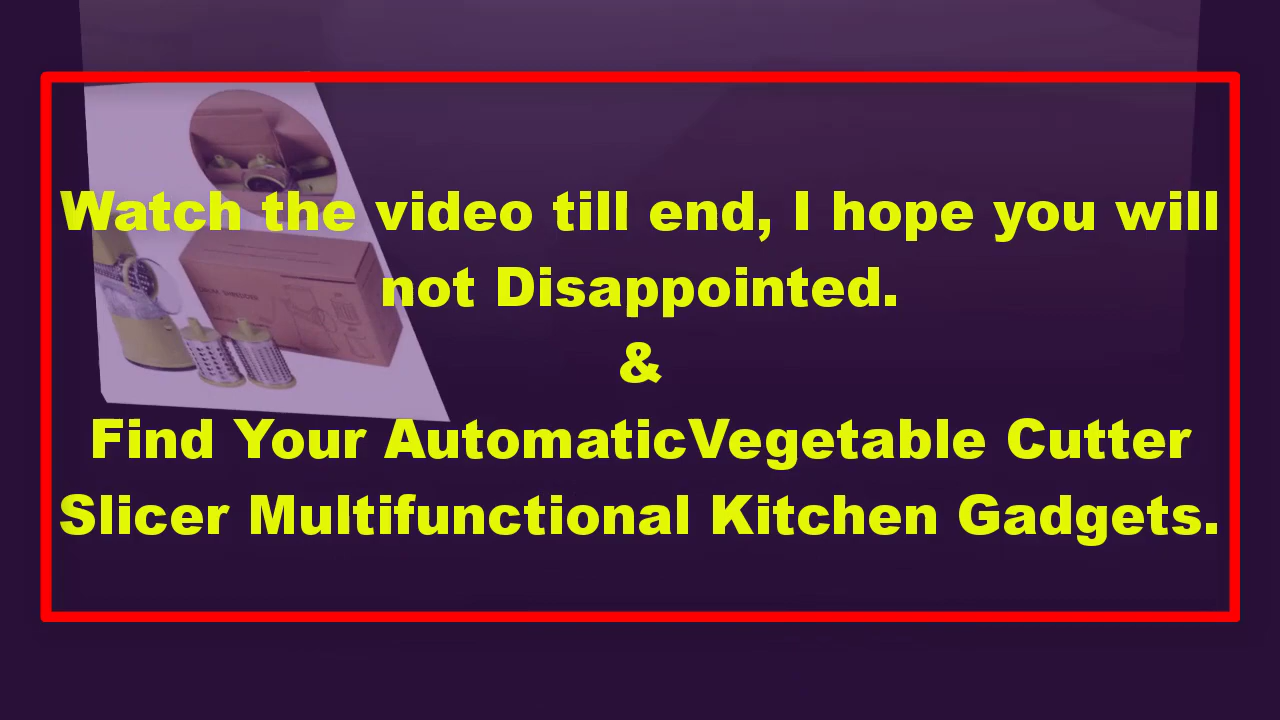 Watch the video till end, I hope you will
not Disappointed.
&
Find Your AutomaticVegetable Cutter
Slicer Multifunctional Kitchen Gadgets.